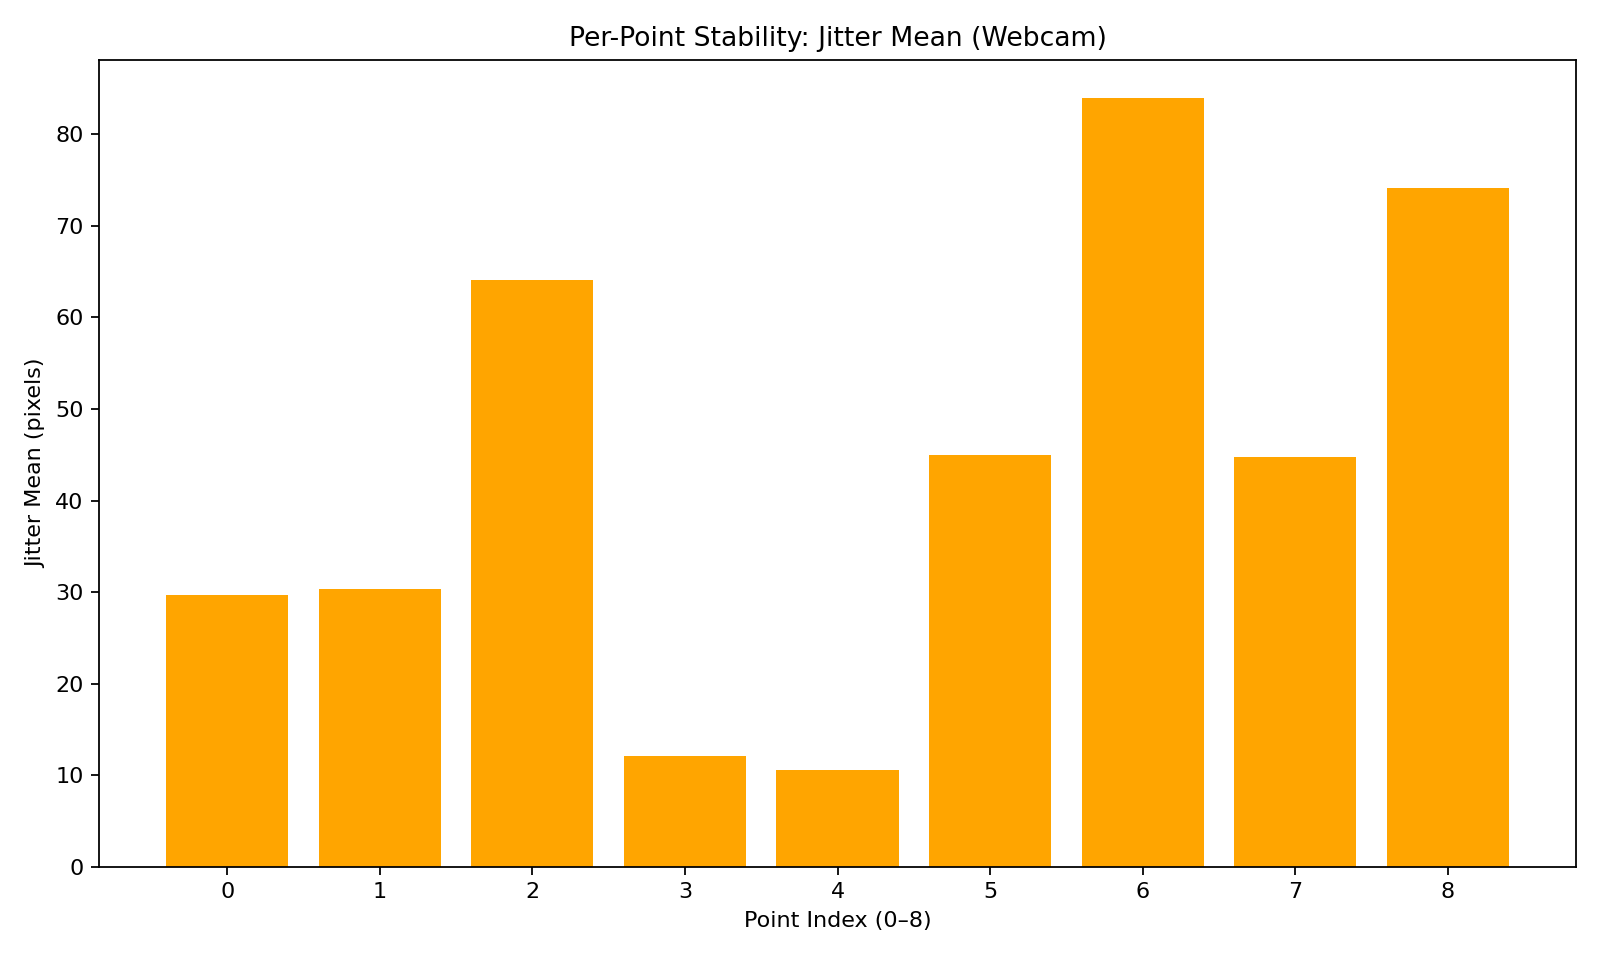 Per-Point Stability: Jitter Mean (Webcam)
Jitter Mean (pixels)
80
70
60
50
40
30
20
10
0
0 1 2 3 4 5 6 7 8
Point Index (0–8)